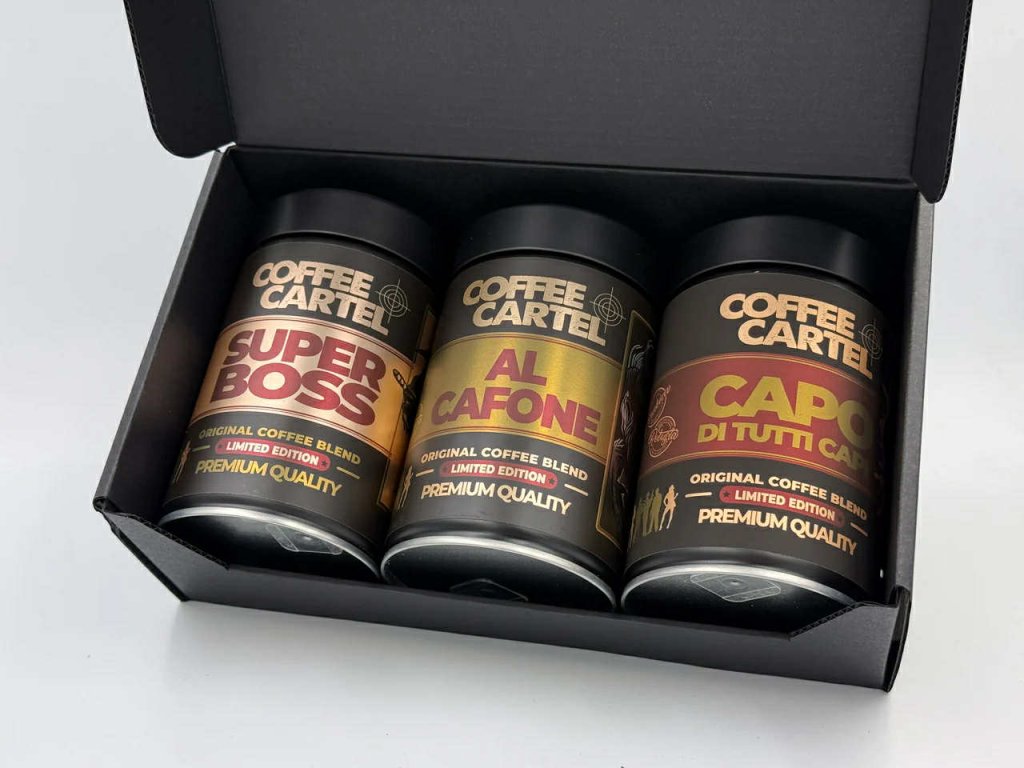 COFFEE
CARTEL
SUPER
BOSS
ORIGINAL COFFEE BLEND
LIMITED EDITION
PREMIUM QUALITY
COFFEE
CARTEL
AL
CAFONE
ORIGINAL COFFEE BLEND
LIMITED EDITION
PREMIUM QUALITY
COFFEE
CARTEL
CAPO
DI TUTTI CAPI
ORIGINAL COFFEE BLEND
LIMITED EDITION
PREMIUM QUALITY